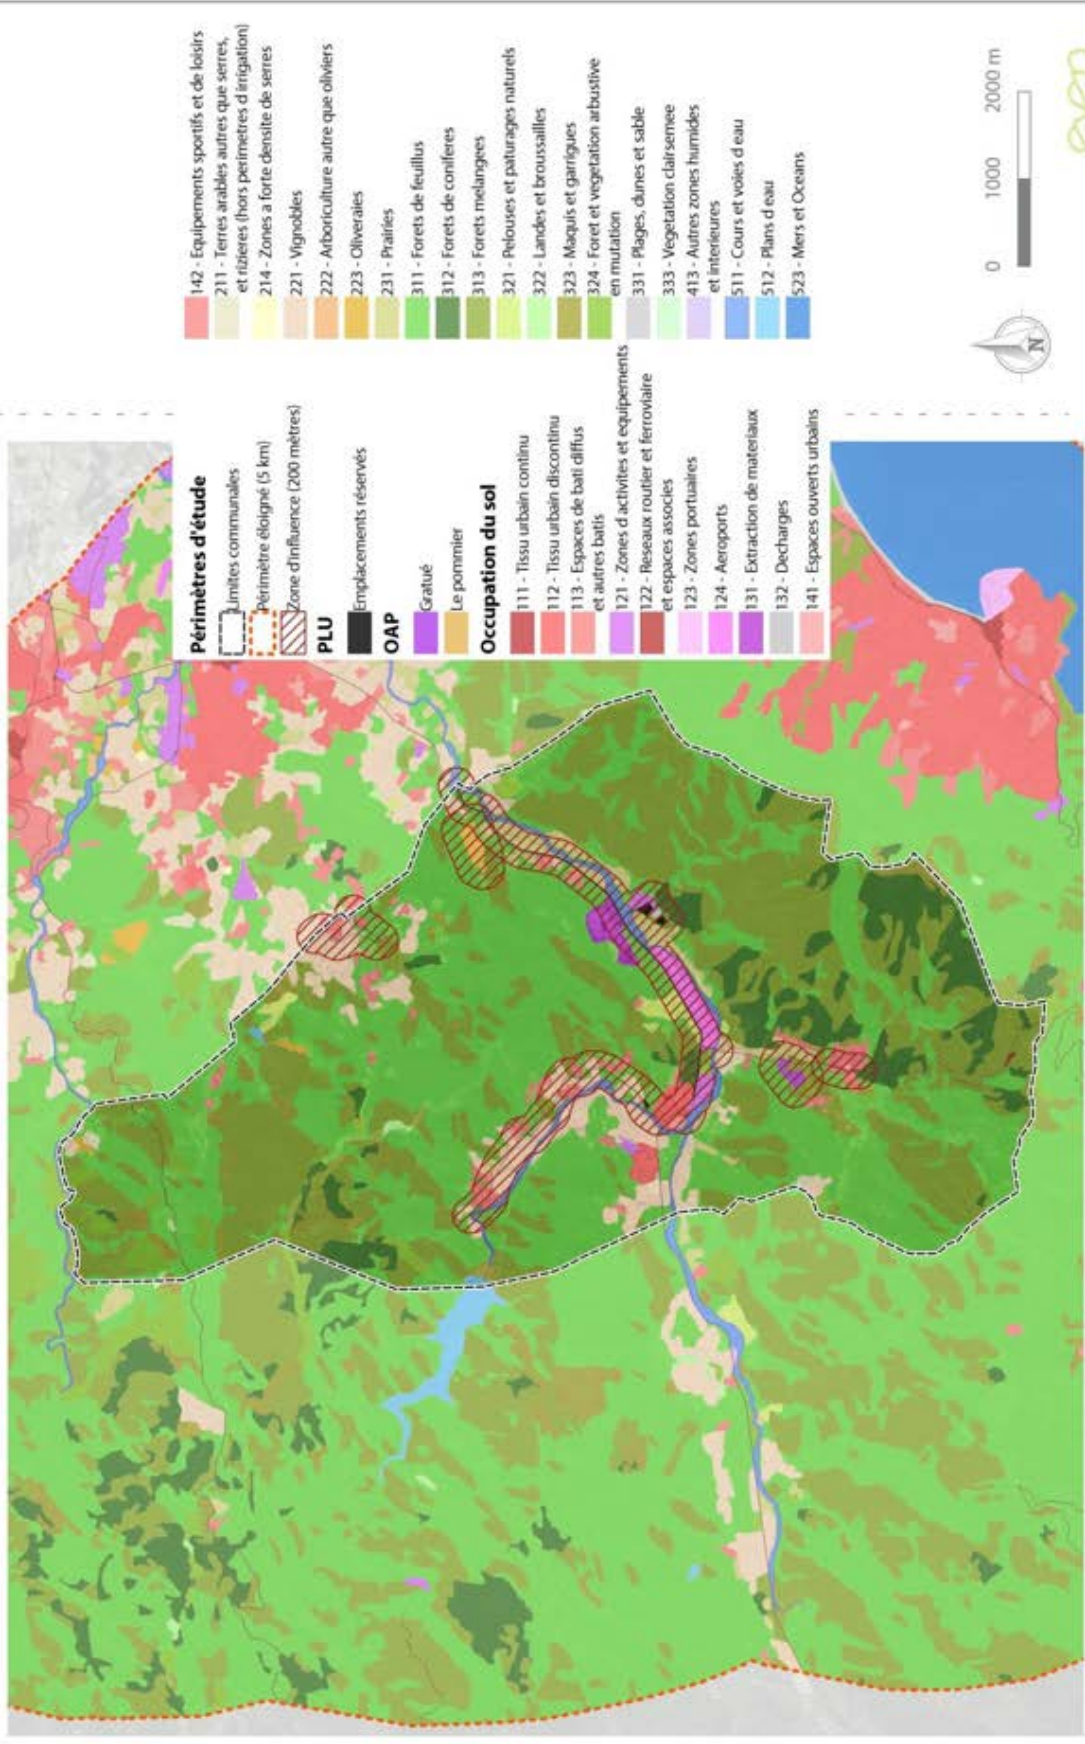 Périmètres d'étude
Limites communales
Périmètre éloigné (5 km)
Zone d'influence (200 mètres)
PLU
Emplacements réservés
OAP
Gratué
Le pommier
Occupation du sol
111 - Tissu urbain continu
112 - Tissu urbain discontinu
113 - Espaces de bati diffus
et autres batis
121 - Zones d activites et equipements
122 - Reseaux routier et ferroviaire
et espaces associes
123 - Zones portuaires
124 - Aeroports
131 - Extraction de materiaux
132 - Decharges
141 - Espaces ouverts urbains
142 - Equipements sportifs et de loisirs
211 - Terres arables autres que serres,
et rizieres (hors perimetres d irrigation)
214 - Zones a forte densite de serres
221 - Vignobles
222 - Arboriculture autre que oliviers
223 - Oliveraies
231 - Prairies
311 - Forets de feuillus
312 - Forets de coniferes
313 - Forets melangees
321 - Pelouses et paturages naturels
322 - Landes et broussailles
323 - Maquis et garrigues
324 - Foret et vegetation arbustive
en mutation
331 - Plages, dunes et sable
333 - Vegetation clairsemee
413 - Autres zones humides
et interieures
511 - Cours et voies d eau
512 - Plans d eau
523 - Mers et Oceans
N
0 1000 2000 m
even